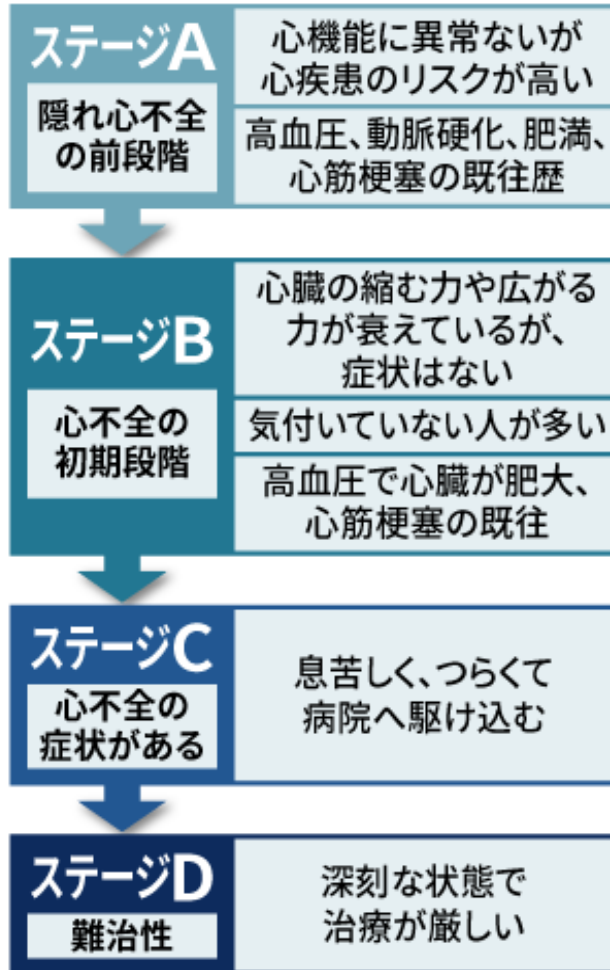 ステージA
隠れ心不全
の前段階
心機能に異常ないが
心疾患のリスクが高い
高血圧、動脈硬化、肥満、
心筋梗塞の既往歴
ステージB
心不全の
初期段階
心臓の縮む力や広がる
力が衰えているが、
症状はない
気付いていない人が多い
高血圧で心臓が肥大、
心筋梗塞の既往
ステージC
心不全の
症状がある
息苦しく、つらくて
病院へ駆け込む
ステージD
難治性
深刻な状態で
治療が厳しい